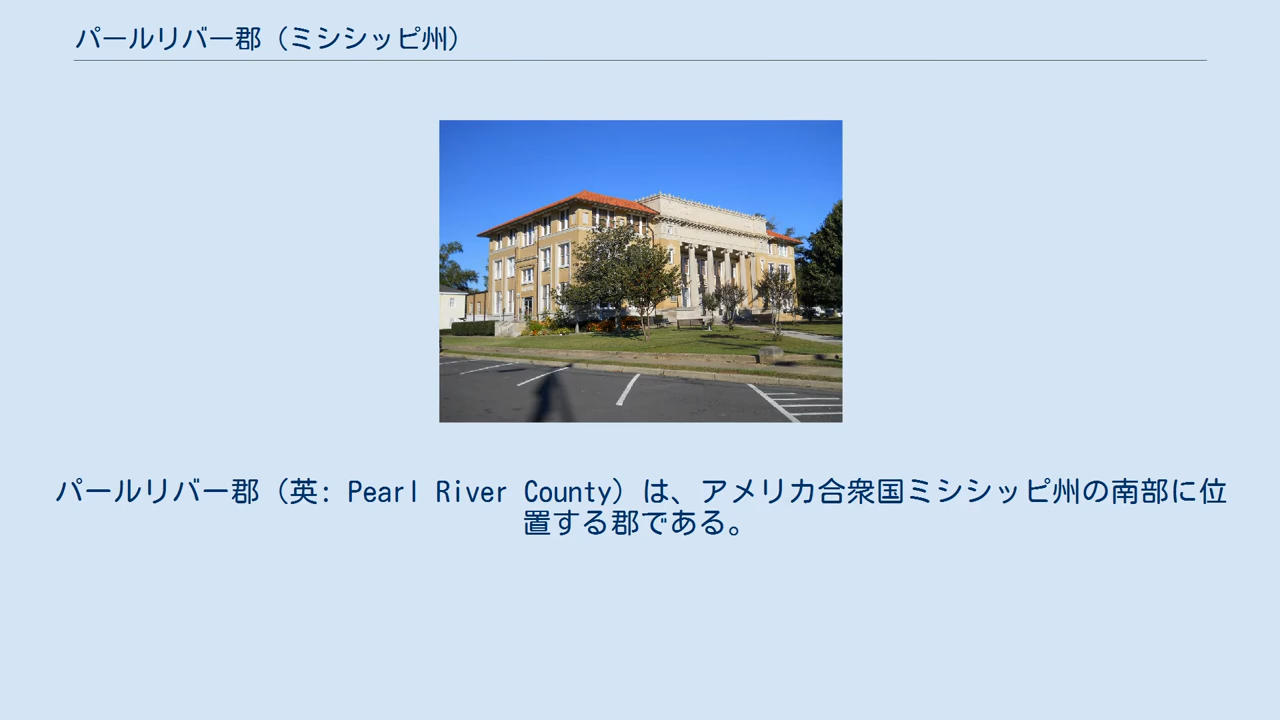 パールリバー郡（ミシシッピ州）
パールリバー郡（英: Pearl River County）は、アメリカ合衆国ミシシッピ州の南部に位
置する郡である。